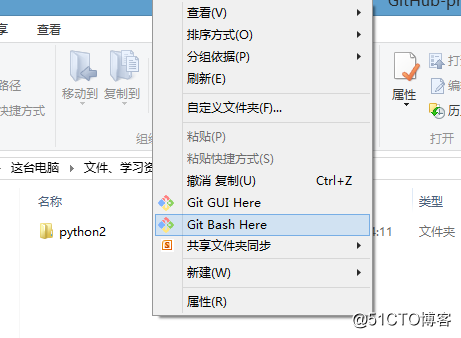 GitHub-p
享 查看
查看(V)
排序方式(O)
分组依据(P)
刷新(E)
自定义文件夹(F)...
粘贴(P)
粘贴快捷方式(S)
撤消 复制(U) Ctrl+Z
Git GUI Here
Git Bash Here
共享文件夹同步
新建(W)
属性(R)
路径
快捷方式
移动到 复制到
组
属性
打
编
历
打开
这台电脑 文件、学习资
名称 类型
python2 4:11 文件夹
@51CTO博客